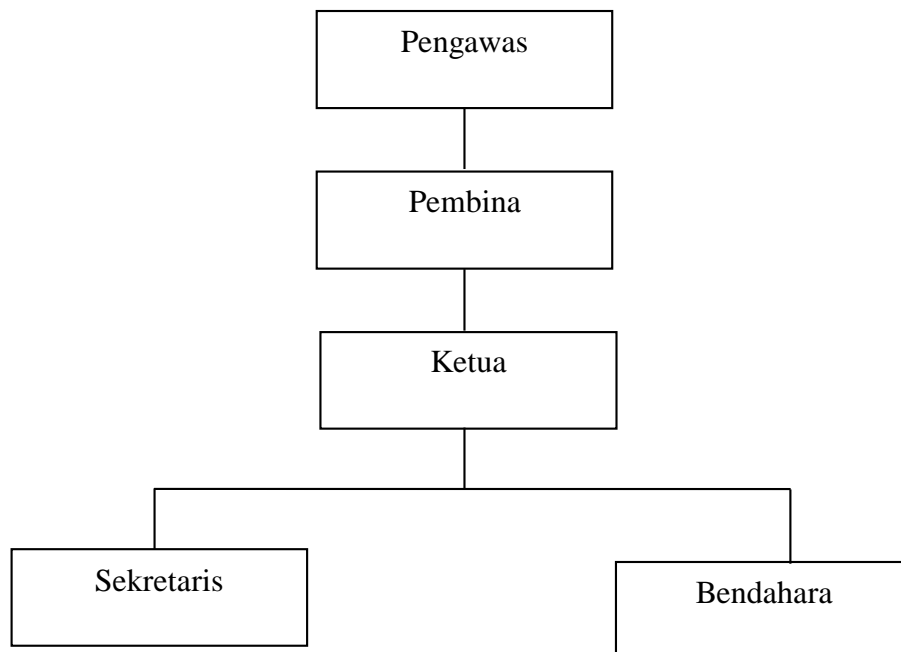 Pengawas
Pembina
Ketua
Sekretaris
Bendahara